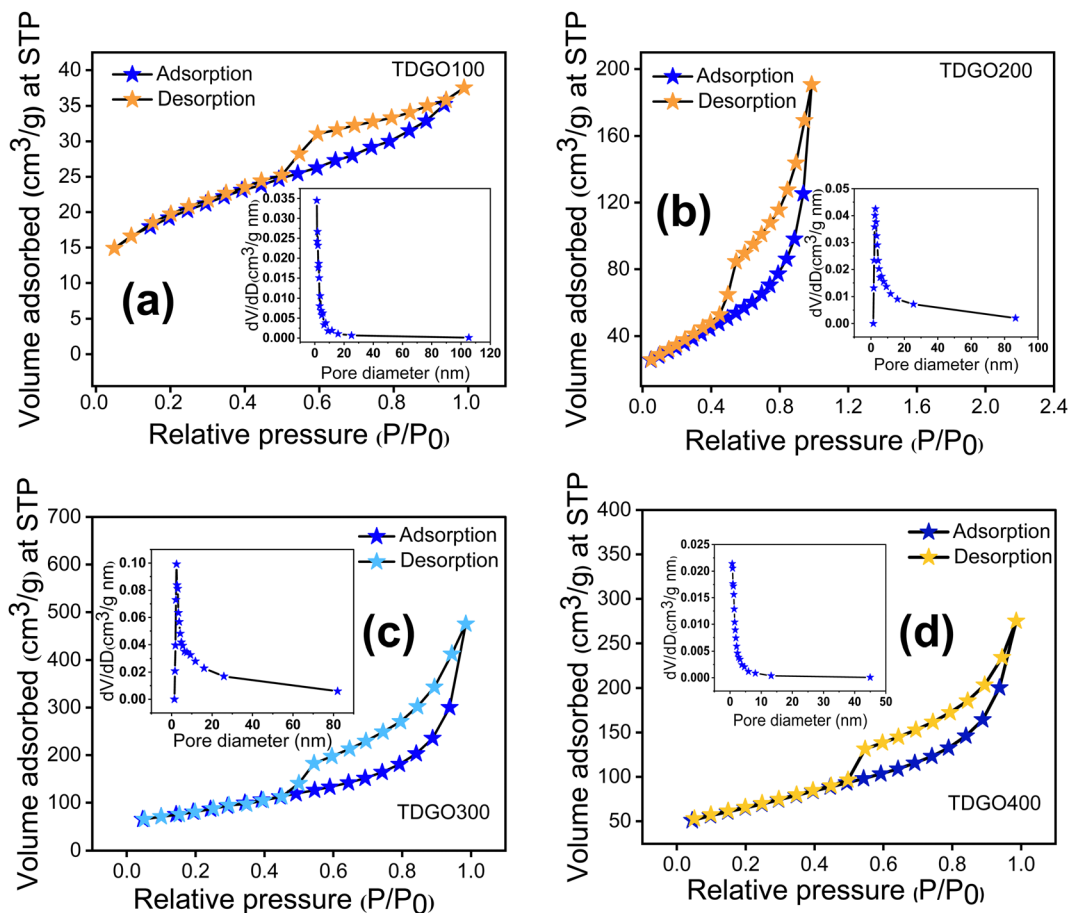 Volume adsorbed (cm³/g) at STP
40
35
30
25
20
15
10
5
0
Adsorption
Desorption
TDGO100
(a)
dV/dD(cm³/g nm)
0.035
0.030
0.025
0.020
0.015
0.010
0.005
0.000
0 20 40 60 80 100 120
Pore diameter (nm)
0.0 0.2 0.4 0.6 0.8 1.0
Relative pressure (P/P₀)
Volume adsorbed (cm³/g) at STP
200
160
120
80
40
Adsorption
Desorption
TDGO200
(b)
dV/dD(cm³/g nm)
0.05
0.04
0.03
0.02
0.01
0.00
0 20 40 60 80 100
Pore diameter (nm)
0.0 0.4 0.8 1.2 1.6 2.0 2.4
Relative pressure (P/P₀)
Volume adsorbed (cm³/g) at STP
700
600
500
400
300
200
100
0
Adsorption
Desorption
(c)
dV/dD(cm³/g nm)
0.10
0.08
0.06
0.04
0.02
0.00
0 20 40 60 80
Pore diameter (nm)
TDGO300
0.0 0.2 0.4 0.6 0.8 1.0
Relative pressure (P/P₀)
Volume adsorbed (cm³/g) at STP
400
350
300
250
200
150
100
50
Adsorption
Desorption
(d)
dV/dD(cm³/g nm)
0.025
0.020
0.015
0.010
0.005
0.000
0 10 20 30 40 50
Pore diameter (nm)
TDGO400
0.0 0.2 0.4 0.6 0.8 1.0
Relative pressure (P/P₀)